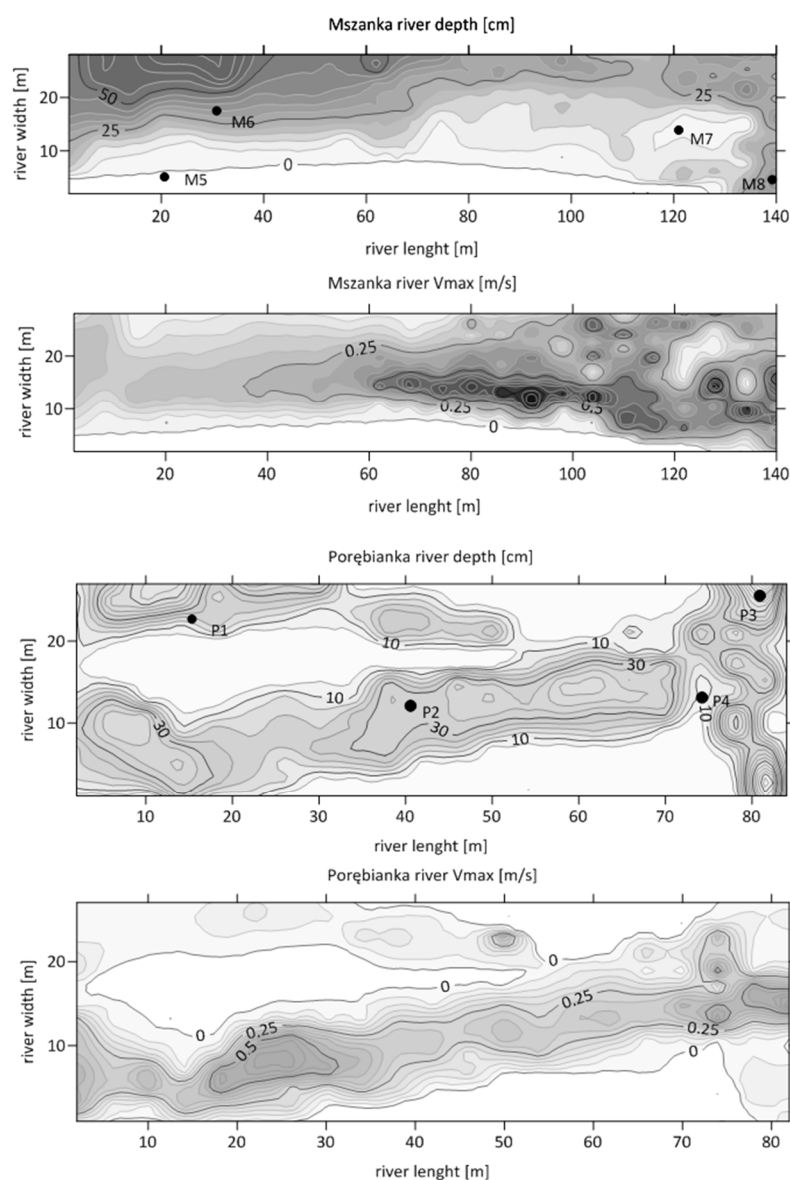 Mszanka river depth [cm]
river width [m]
20
10
50
25
25
0
M6
M5
M7
M8
20 40 60 80 100 120 140
river lenght [m]
Mszanka river Vmax [m/s]
river width [m]
20
10
0.25
0.25
0.5
0
20 40 60 80 100 120 140
river lenght [m]
Porębianka river depth [cm]
river width [m]
20
10
P1
P3
10
10
30
10
P2
P4
30
30
10
10
10 20 30 40 50 60 70 80
river lenght [m]
Porębianka river Vmax [m/s]
river width [m]
20
10
0
0
0.25
0
0.25
0.25
0.5
0
10 20 30 40 50 60 70 80
river lenght [m]